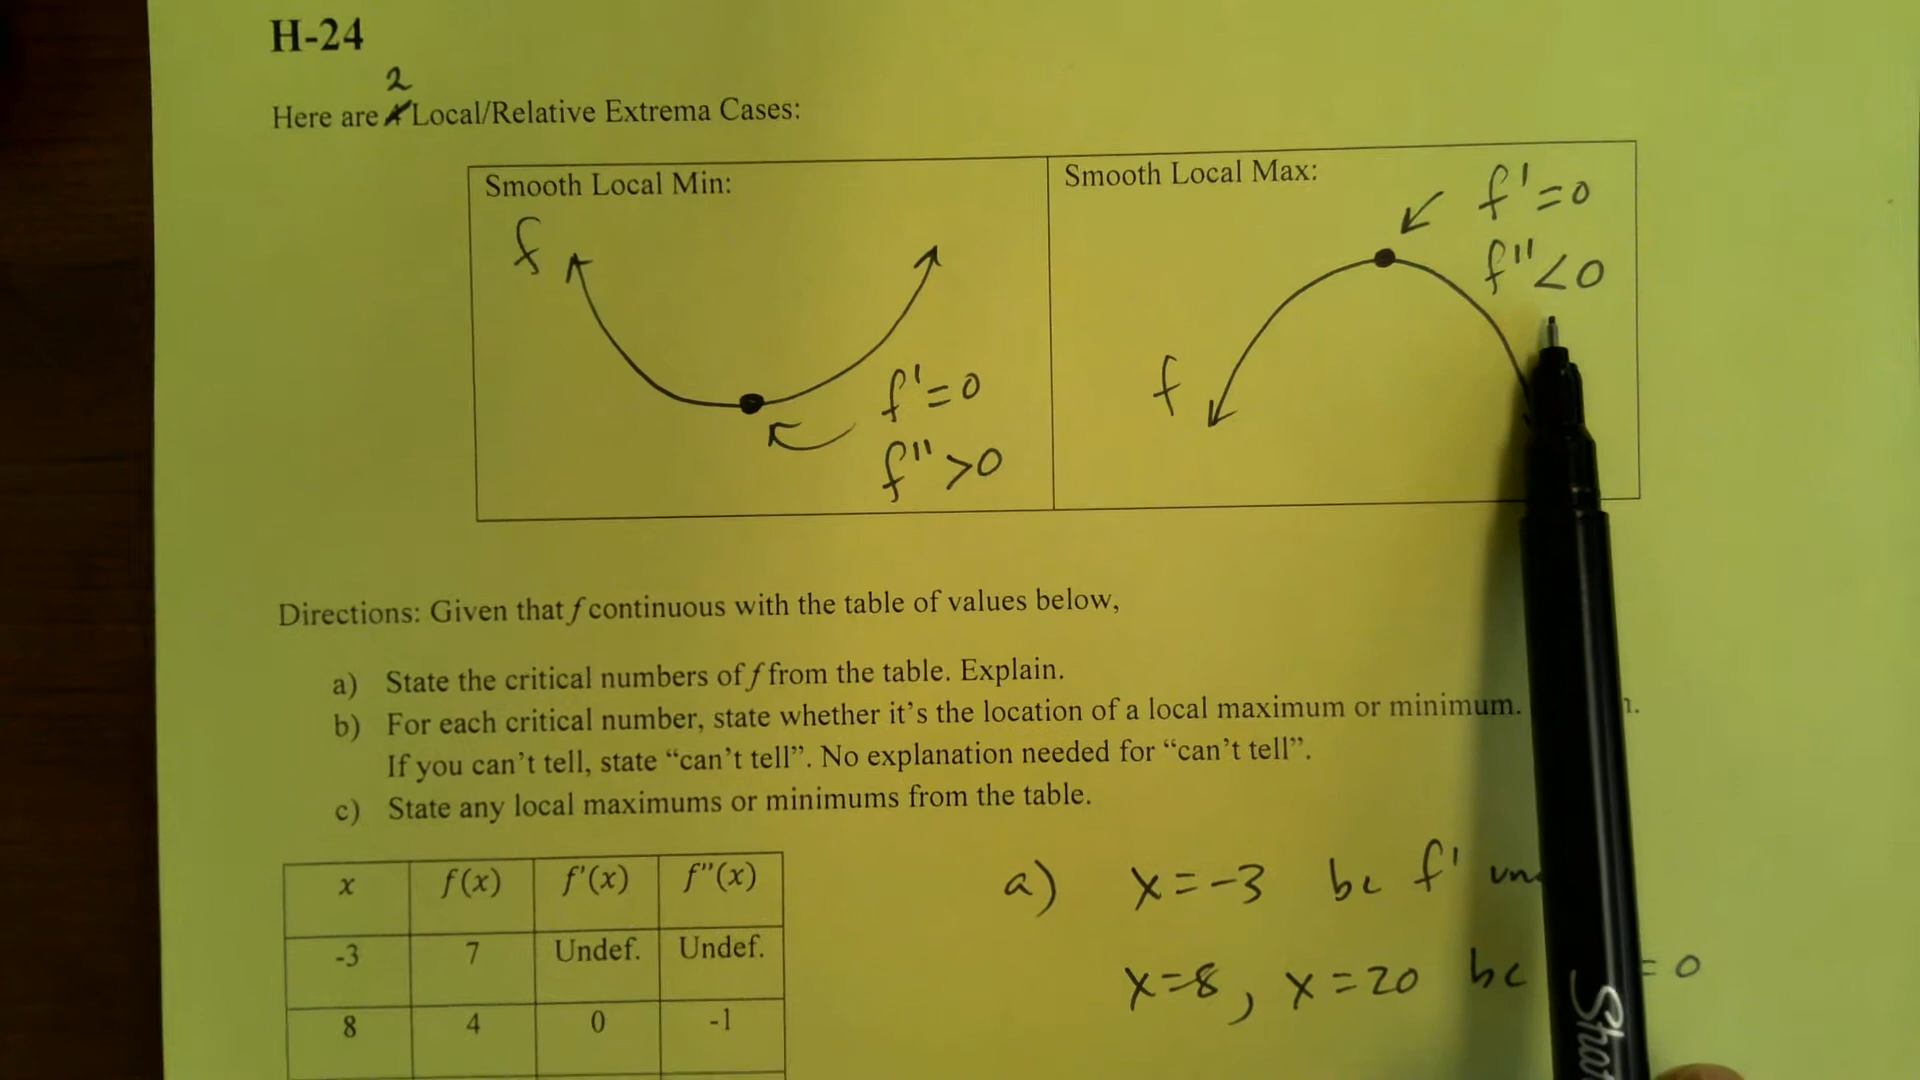 H-24
2
Here are Local/Relative Extrema Cases:
Smooth Local Min:
f
f'=0
f''>0
Smooth Local Max:
f'=0
f''<0
f
Directions: Given that f continuous with the table of values below,
a) State the critical numbers of f from the table. Explain.
b) For each critical number, state whether it's the location of a local maximum or minimum.
If you can't tell, state “can't tell”. No explanation needed for “can't tell”.
c) State any local maximums or minimums from the table.
x f(x) f'(x) f''(x)
-3 7 Undef. Undef.
8 4 0 -1
a) x=-3 bc f'
x=8, x=20 bc = 0